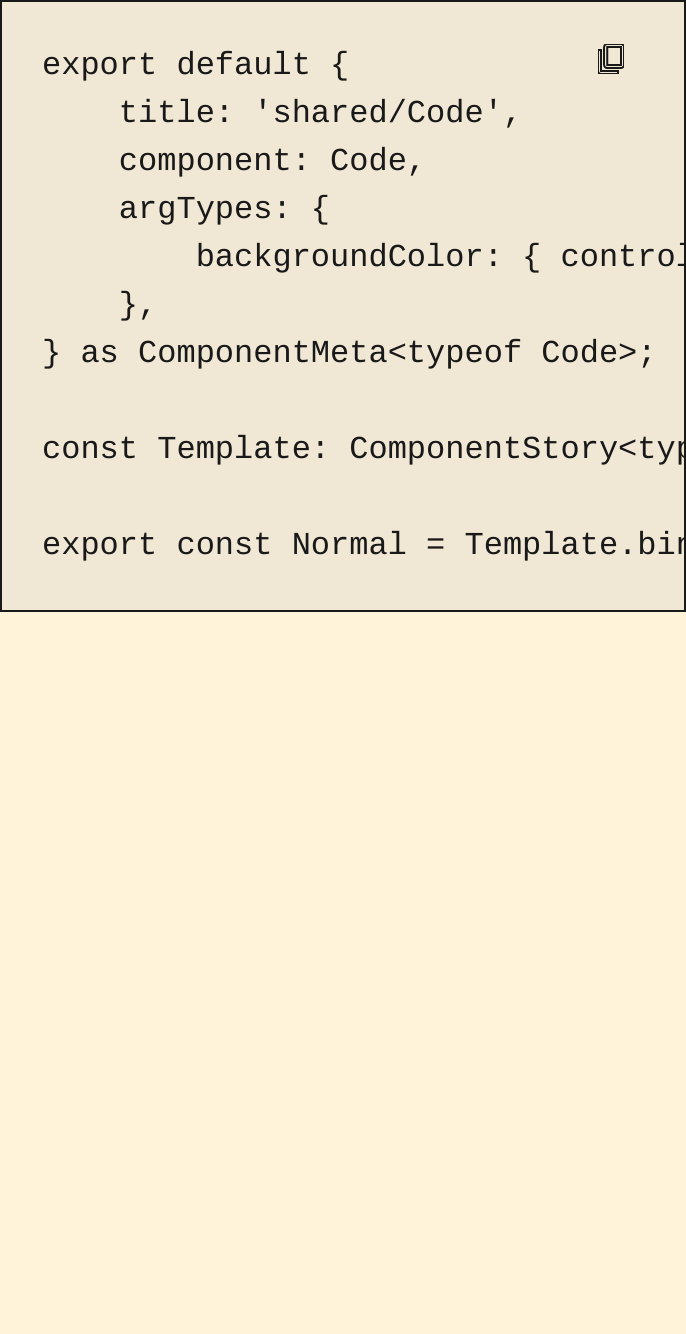 export default {
    title: 'shared/Code',
    component: Code,
    argTypes: {
        backgroundColor: { control
    },
} as ComponentMeta<typeof Code>;
const Template: ComponentStory<typ
export const Normal = Template.bin